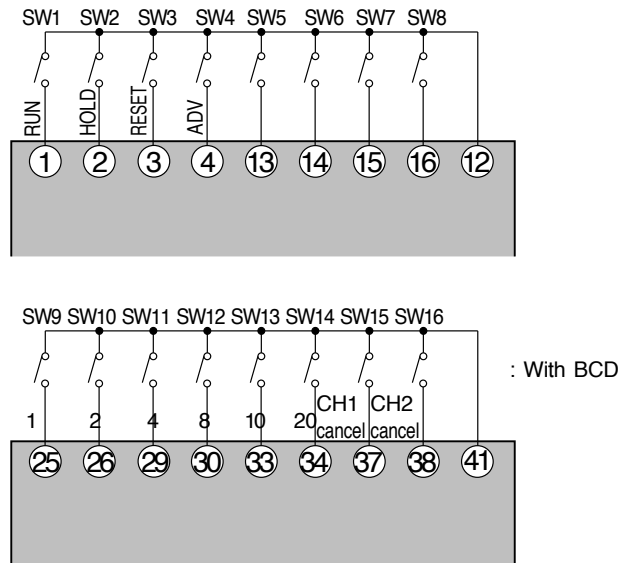 SW1 SW2 SW3 SW4 SW5 SW6 SW7 SW8
RUN HOLD RESET ADV
1 2 3 4 13 14 15 16 12
SW9 SW10 SW11 SW12 SW13 SW14 SW15 SW16
: With BCD
1 2 4 8 10 20 CH1 cancel CH2 cancel
25 26 29 30 33 34 37 38 41